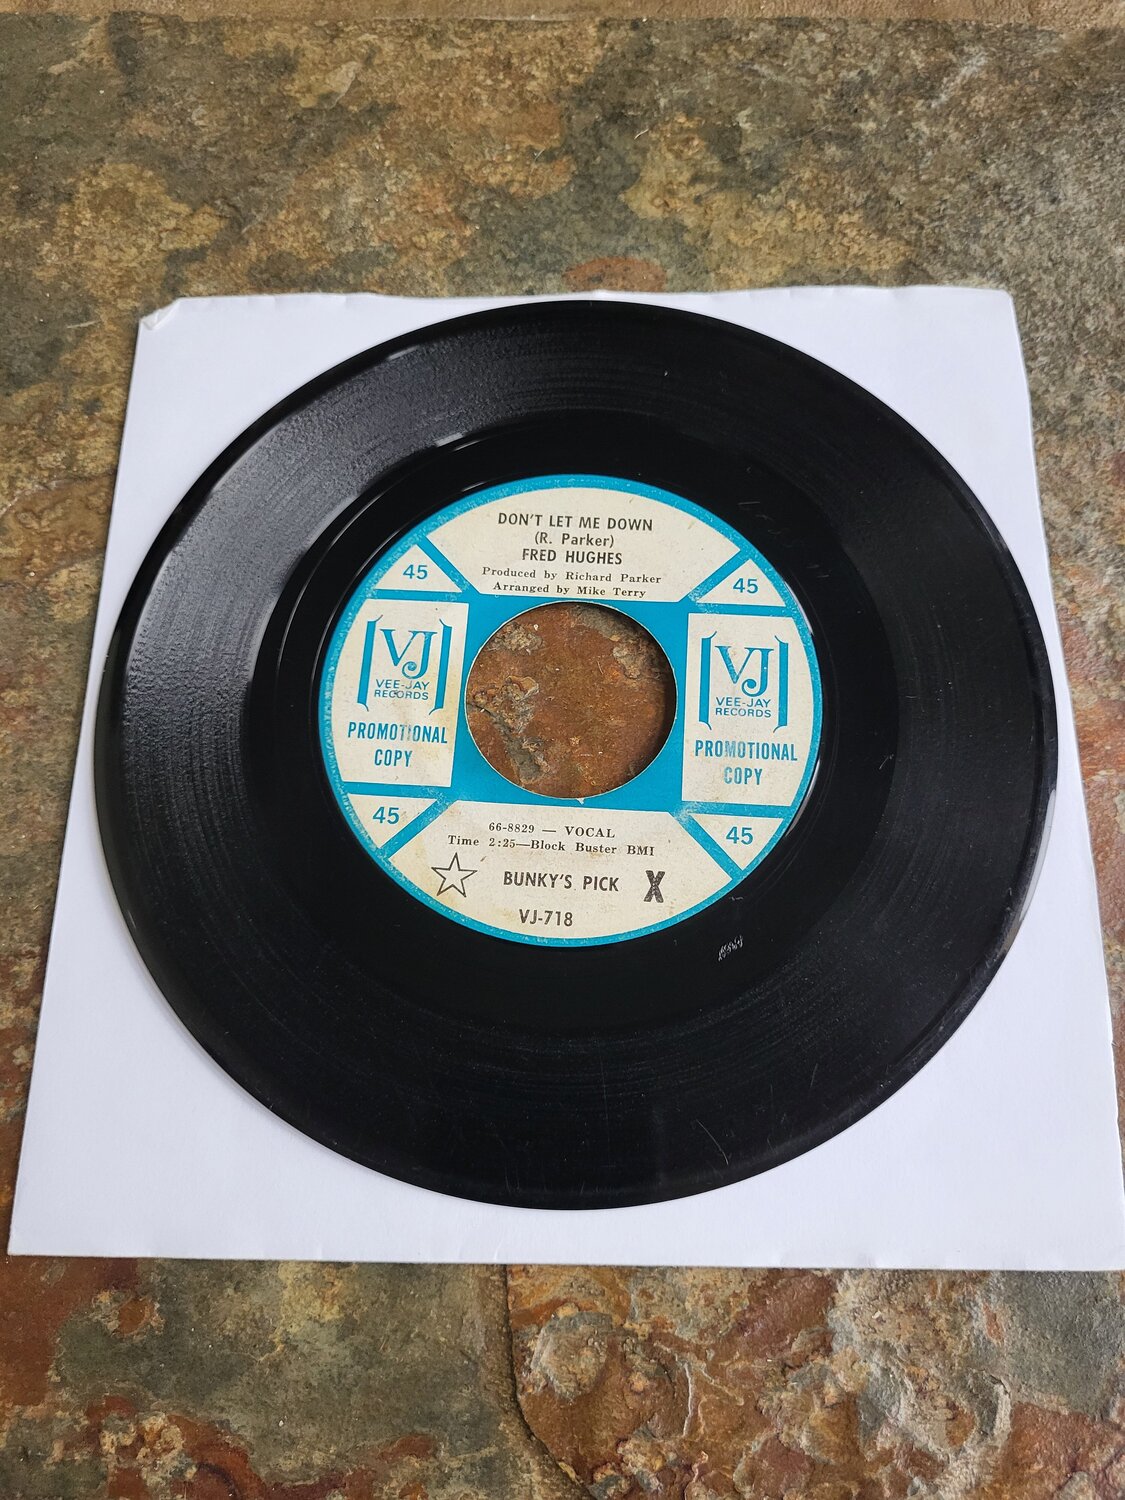 DON'T LET ME DOWN
(R. Parker)
FRED HUGHES
Produced by Richard Parker
Arranged by Mike Terry
45
45
VJ
VEE-JAY
RECORDS
PROMOTIONAL
COPY
VJ
VEE-JAY
RECORDS
PROMOTIONAL
COPY
45
45
66-8829 — VOCAL
Time 2:25—Block Buster BMI
BUNKY'S PICK X
VJ-718